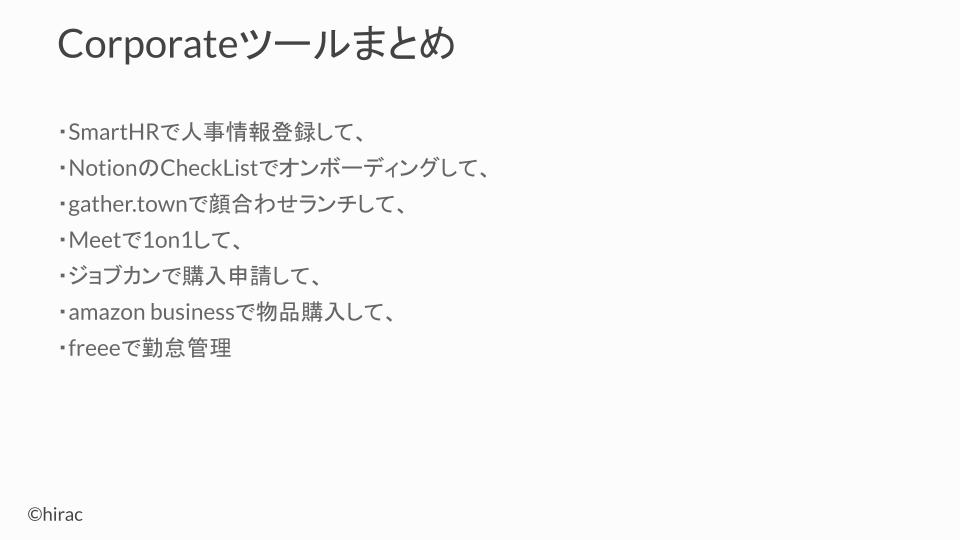 Corporateツールまとめ
・SmartHRで人事情報登録して、
・NotionのCheckListでオンボーディングして、
・gather.townで顔合わせランチして、
・Meetで1on1して、
・ジョブカンで購入申請して、
・amazon businessで物品購入して、
・freeeで勤怠管理
©hirac